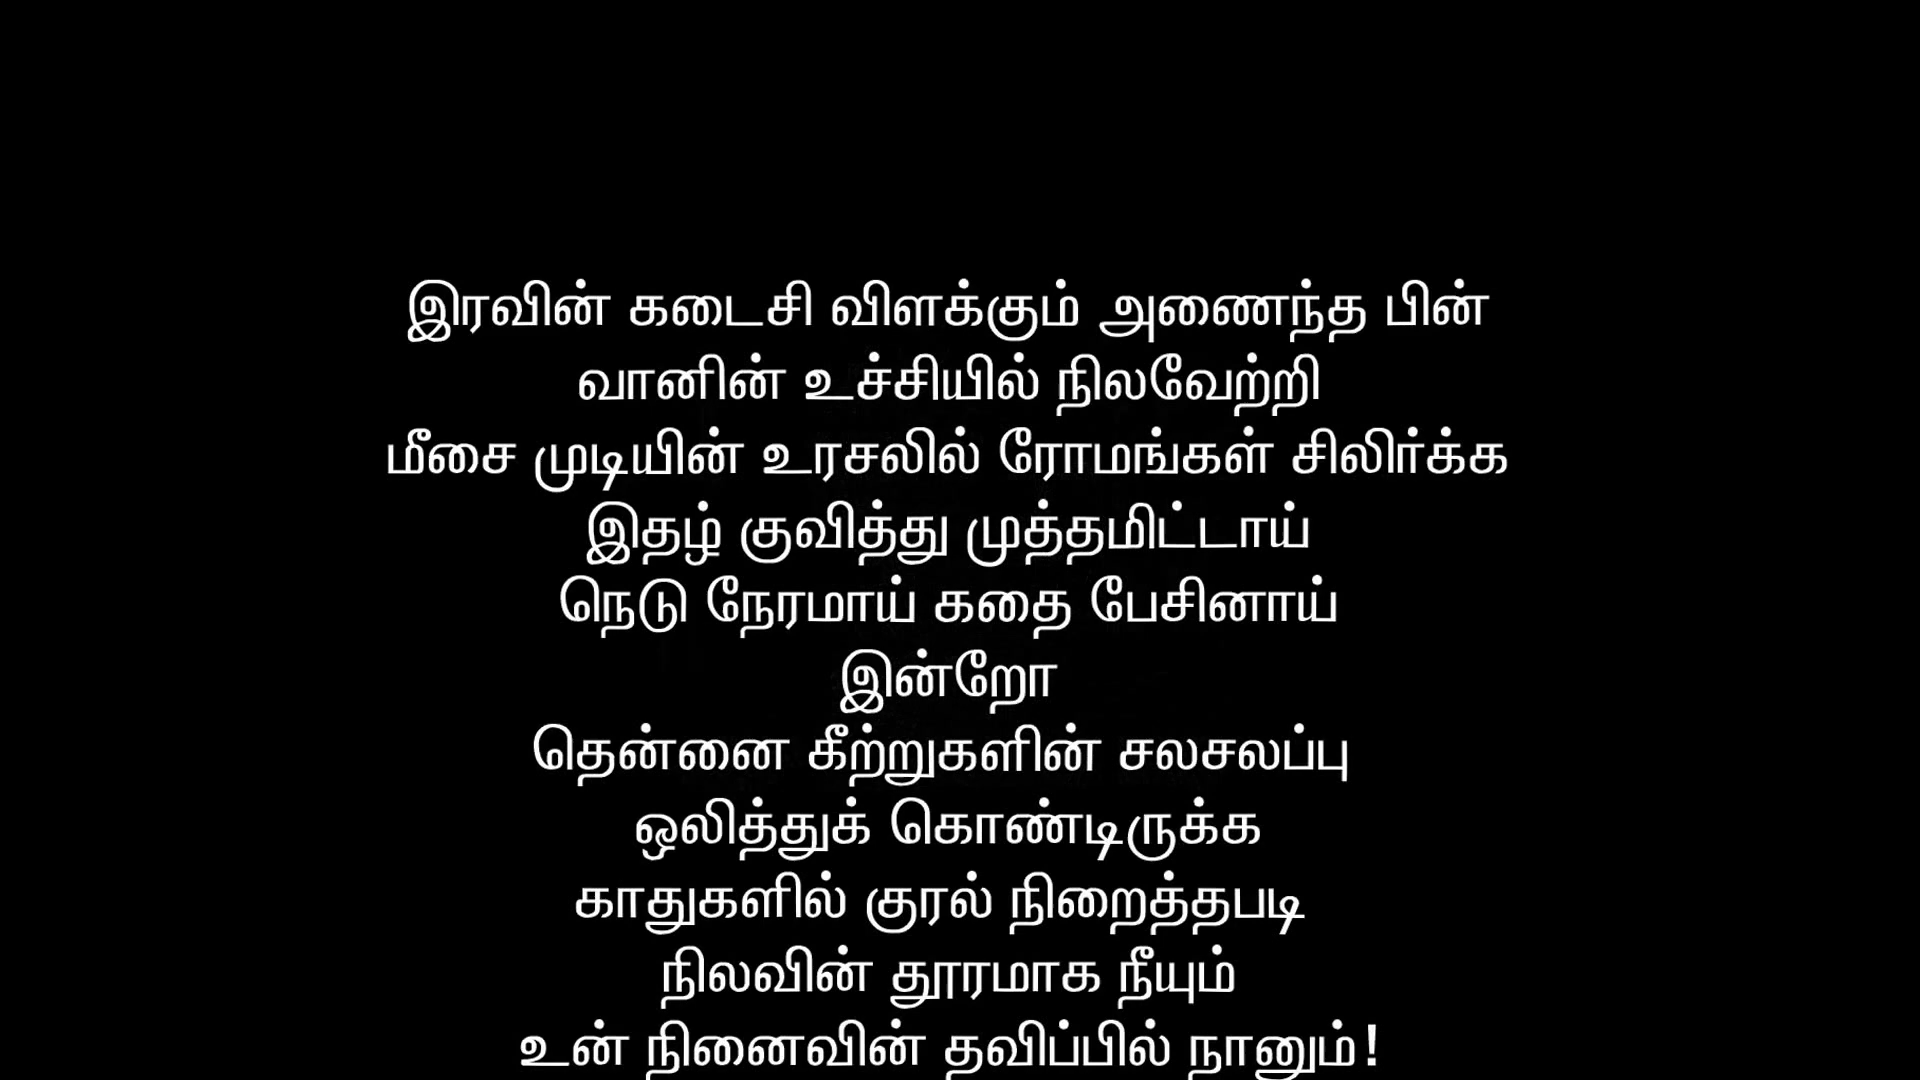 இரவின் கடைசி விளக்கும் அணைந்த பின்
வானின் உச்சியில் நிலவேற்றி
மீசை முடியின் உரசலில் ரோமங்கள் சிலிர்க்க
இதழ் குவித்து முத்தமிட்டாய்
நெடு நேரமாய் கதை பேசினாய்
இன்றோ
தென்னை கீற்றுகளின் சலசலப்பு
ஒலித்துக் கொண்டிருக்க
காதுகளில் குரல் நிறைத்தபடி
நிலவின் தூரமாக நீயும்
உன் நினைவின் தவிப்பில் நானும்!